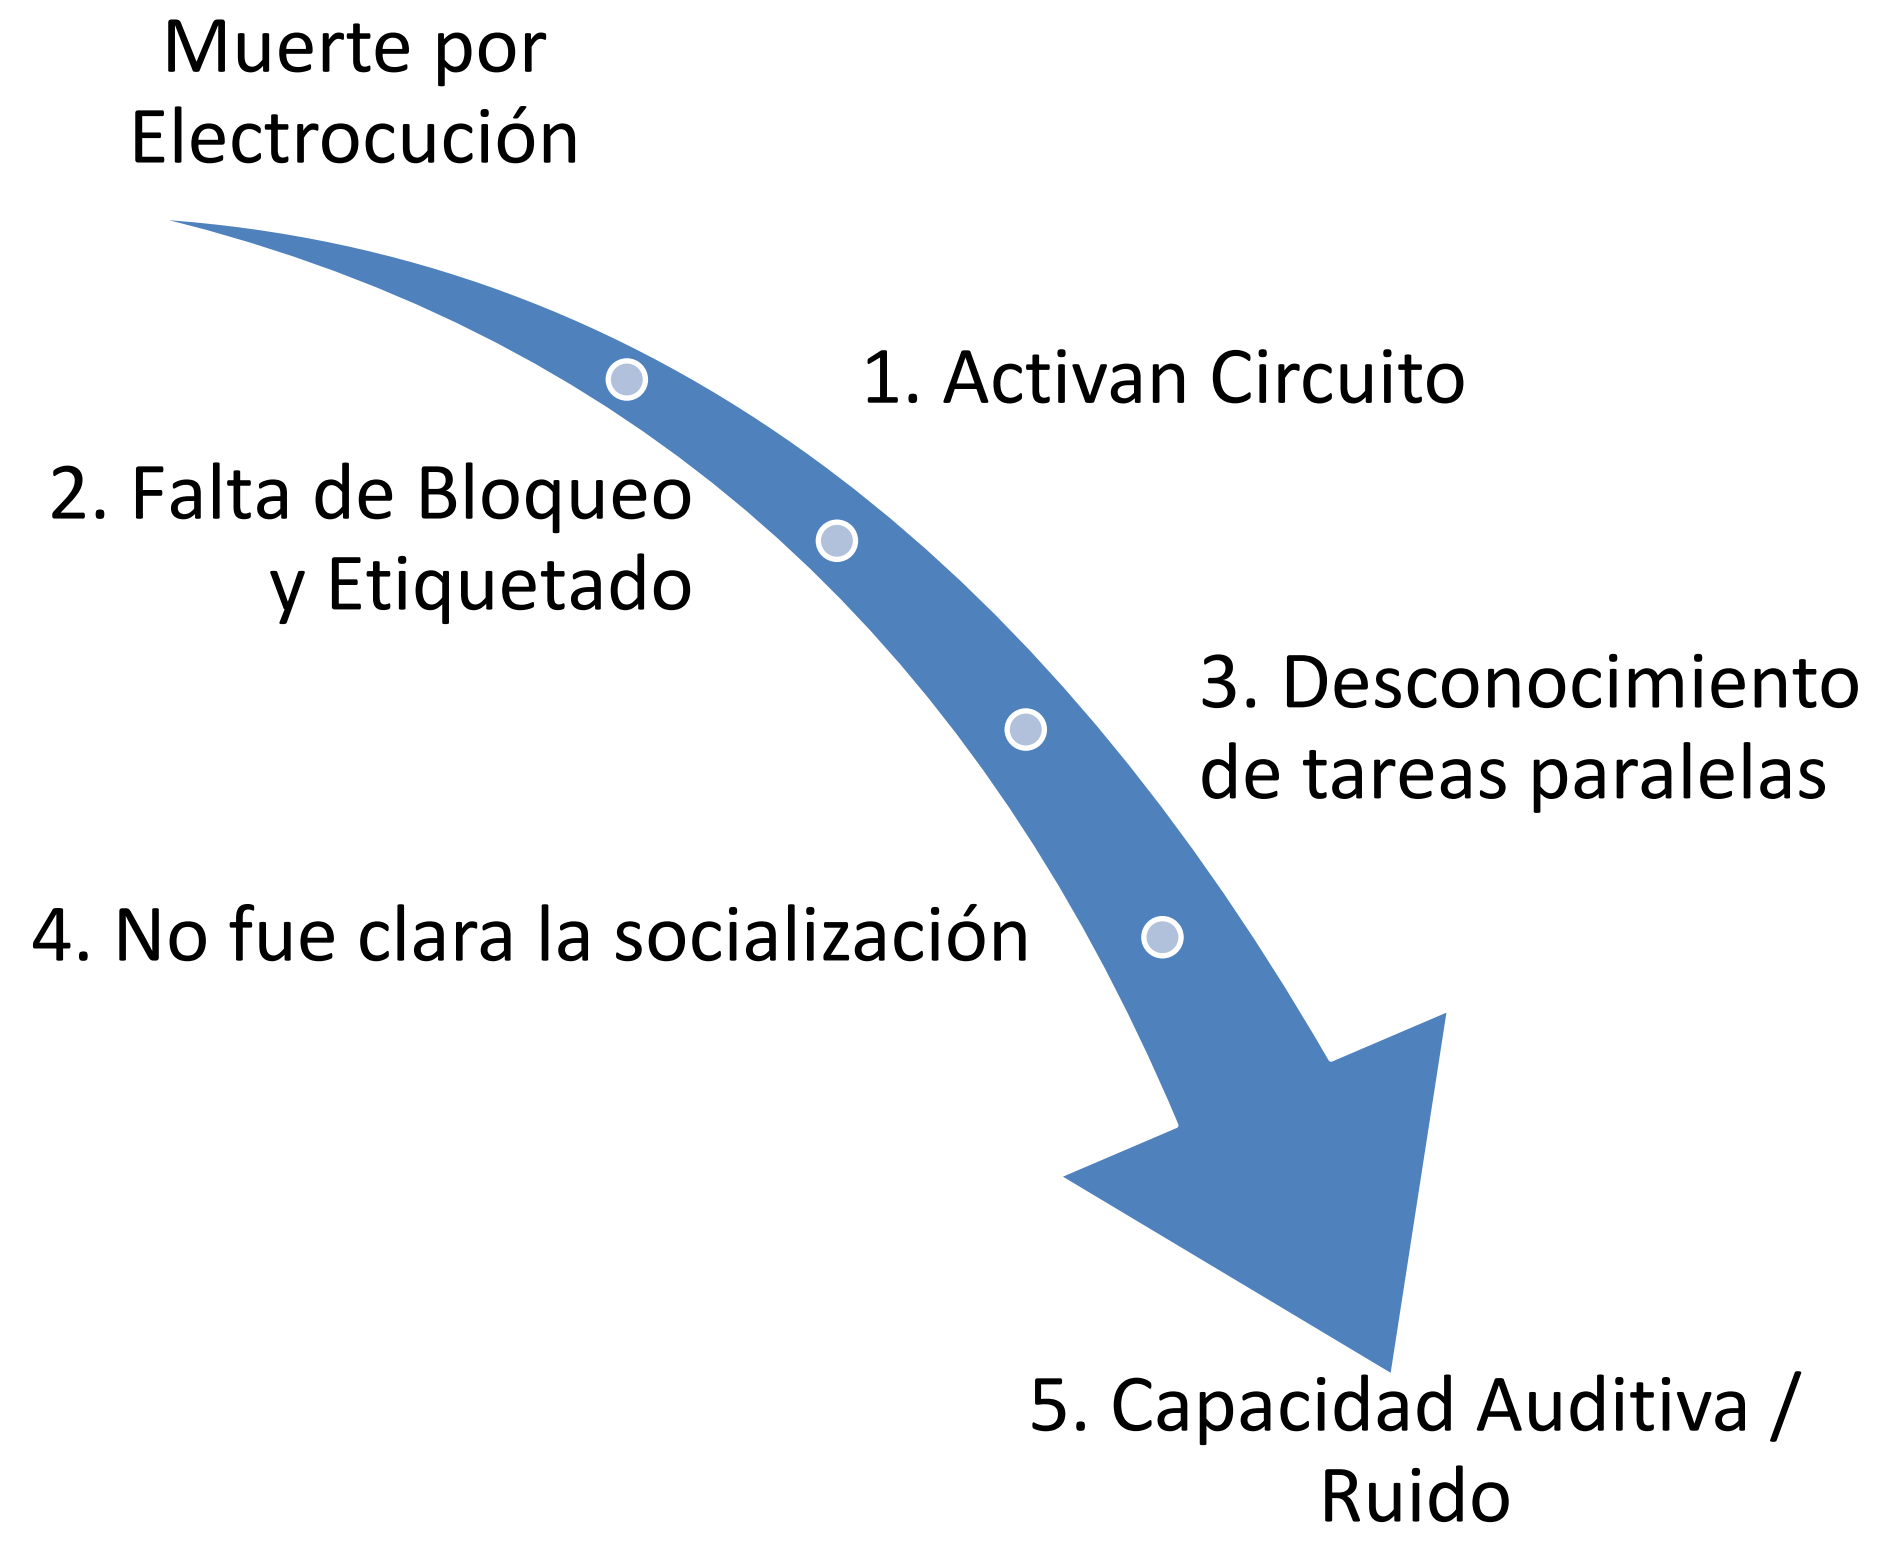 Muerte por
Electrocución
1. Activan Circuito
2. Falta de Bloqueo
y Etiquetado
3. Desconocimiento
de tareas paralelas
4. No fue clara la socialización
5. Capacidad Auditiva /
Ruido